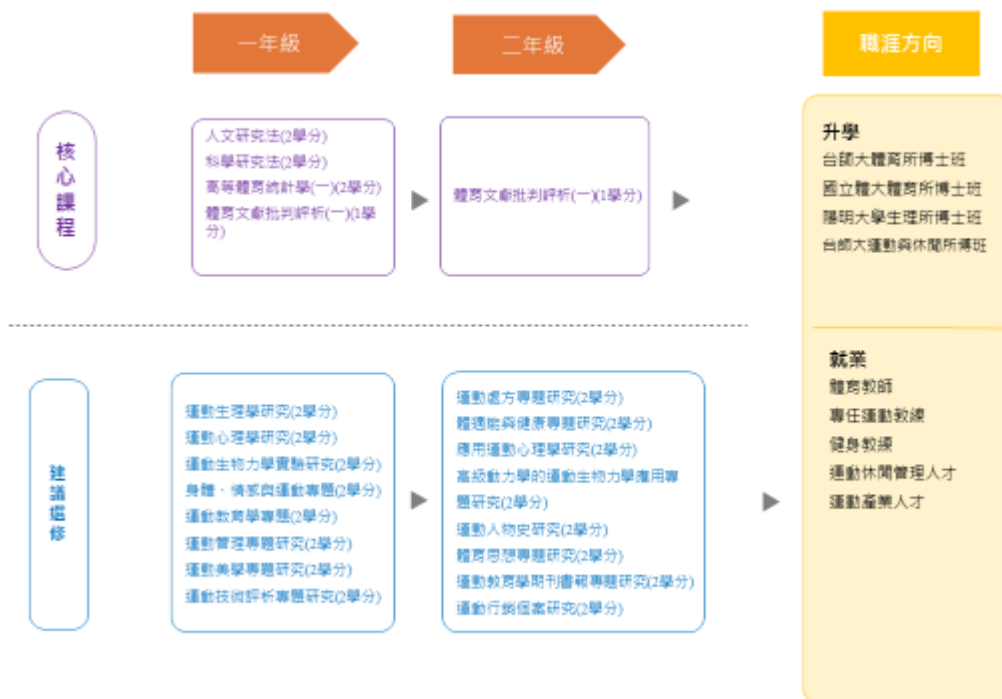 一年級
二年級
職涯方向
核心課程
人文研究法(2學分)
科學研究法(2學分)
高等體育統計學(一)(2學分)
體育文獻批判評析(一)(1學
分)
體育文獻批判評析(一)(1學分)
升學
台師大體育所博士班
國立體大體育所博士班
陽明大學生理所博士班
台師大運動與休閒所博班
建議選修
運動生理學研究(2學分)
運動心理學研究(2學分)
運動生物力學實驗研究(2學分)
身體、情感與運動專題(2學分)
運動教育學專題(2學分)
運動管理專題研究(2學分)
運動美學專題研究(2學分)
運動技術評析專題研究(2學分)
運動處方專題研究(2學分)
體適能與健康專題研究(2學分)
應用運動心理學研究(2學分)
高級動力學的運動生物力學應用專
題研究(2學分)
運動人物史研究(2學分)
體育思想專題研究(2學分)
運動教育學期刊書報專題研究(2學分)
運動行銷個案研究(2學分)
就業
體育教師
專任運動教練
健身教練
運動休閒管理人才
運動產業人才